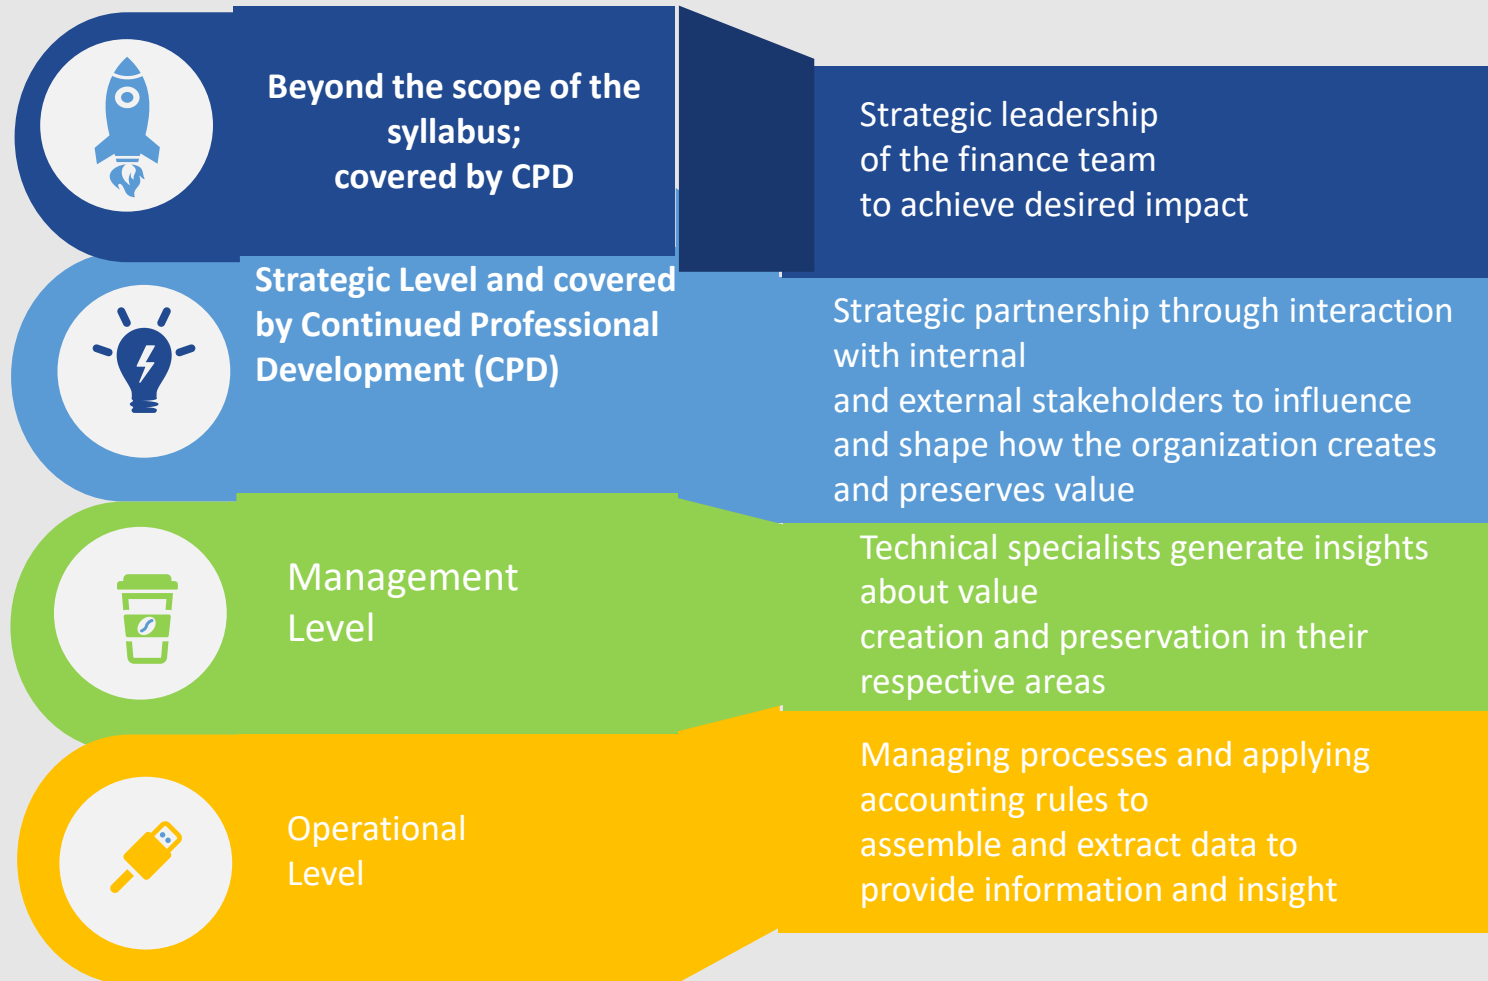 Beyond the scope of the
syllabus;
covered by CPD
Strategic leadership
of the finance team
to achieve desired impact
Strategic Level and covered
by Continued Professional
Development (CPD)
Strategic partnership through interaction
with internal
and external stakeholders to influence
and shape how the organization creates
and preserves value
Management
Level
Technical specialists generate insights
about value
creation and preservation in their
respective areas
Operational
Level
Managing processes and applying
accounting rules to
assemble and extract data to
provide information and insight